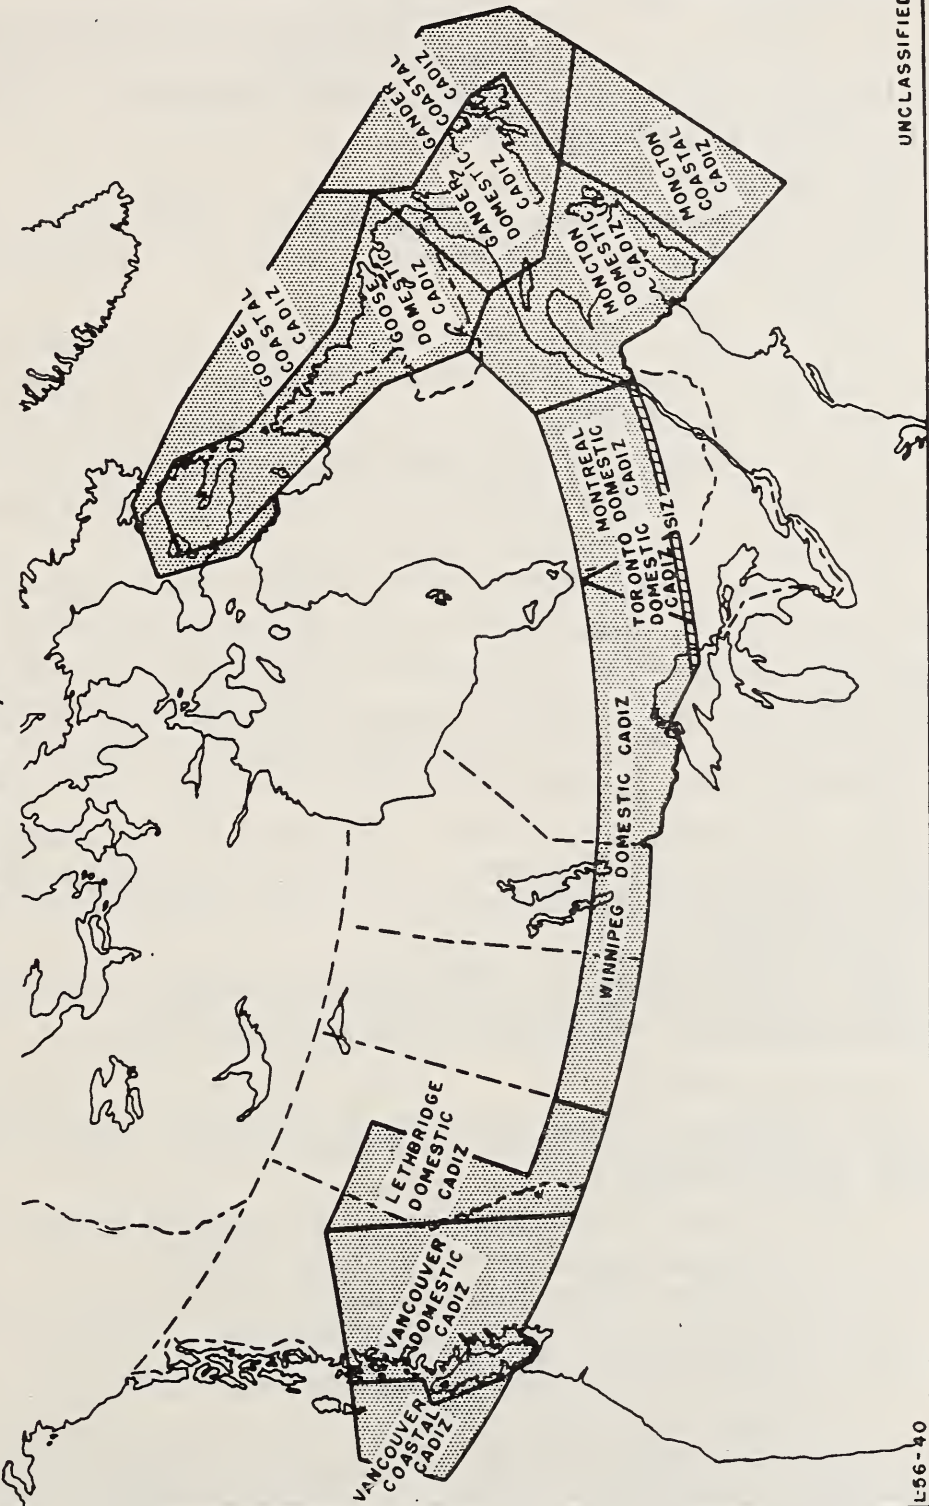 VANCOUVER
COASTAL
CADIZ
VANCOUVER
DOMESTIC
CADIZ
LETHBRIDGE
DOMESTIC
CADIZ
WINNIPEG DOMESTIC CADIZ
TORONTO
DOMESTIC
CADIZ
MONTREAL
DOMESTIC
CADIZ
SIZ
GOOSE
COASTAL
CADIZ
GOOSE
DOMESTIC
CADIZ
GANDER
COASTAL
CADIZ
GANDER
DOMESTIC
CADIZ
MONCTON
DOMESTIC
CADIZ
MONCTON
COASTAL
CADIZ
L-56-40
UNCLASSIFIED